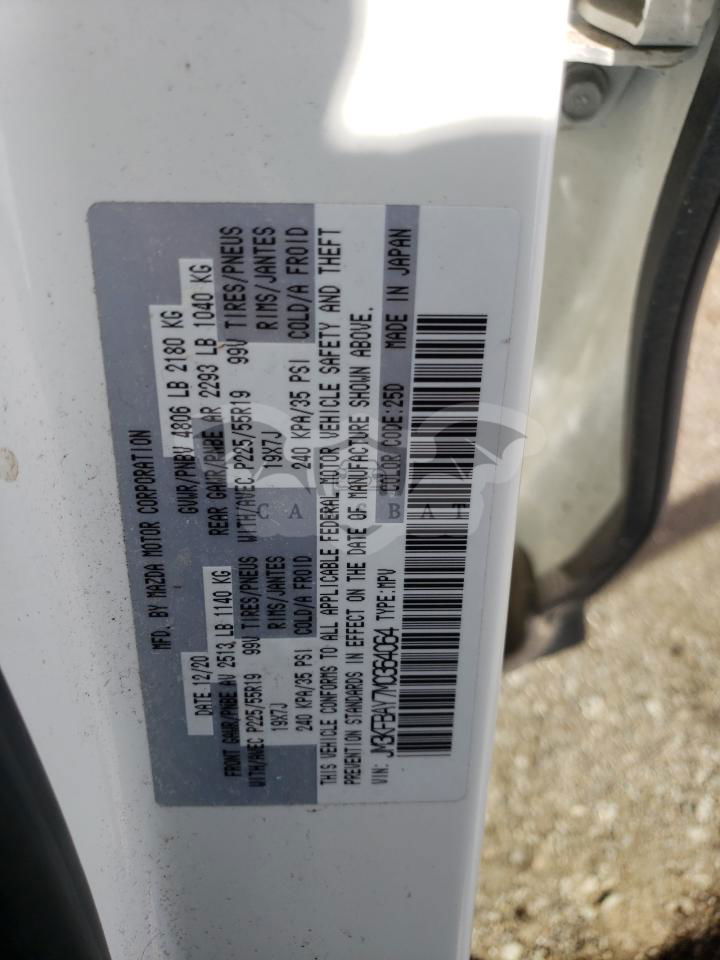 MFD. BY MAZDA MOTOR CORPORATION
DATE:12/20
GVWR/PNBV 4806 LB 2180 KG
FRONT GAWR/PNBE AV 2513 LB 1140 KG
REAR GAWR/PNBE AR 2293 LB 1040 KG
WITH/AVEC P225/55R19 99V TIRES/PNEUS
WITH/AVEC P225/55R19 99V TIRES/PNEUS
19X7J RIMS/JANTES
19X7J RIMS/JANTES
240 KPA/35 PSI COLD/A FROID
240 KPA/35 PSI COLD/A FROID
THIS VEHICLE CONFORMS TO ALL APPLICABLE FEDERAL MOTOR VEHICLE SAFETY AND THEFT
PREVENTION STANDARDS IN EFFECT ON THE DATE OF MANUFACTURE SHOWN ABOVE.
VIN: JM3KFBAY7M0364064 TYPE:MPV COLOR CODE:25D MADE IN JAPAN
CARSBAT